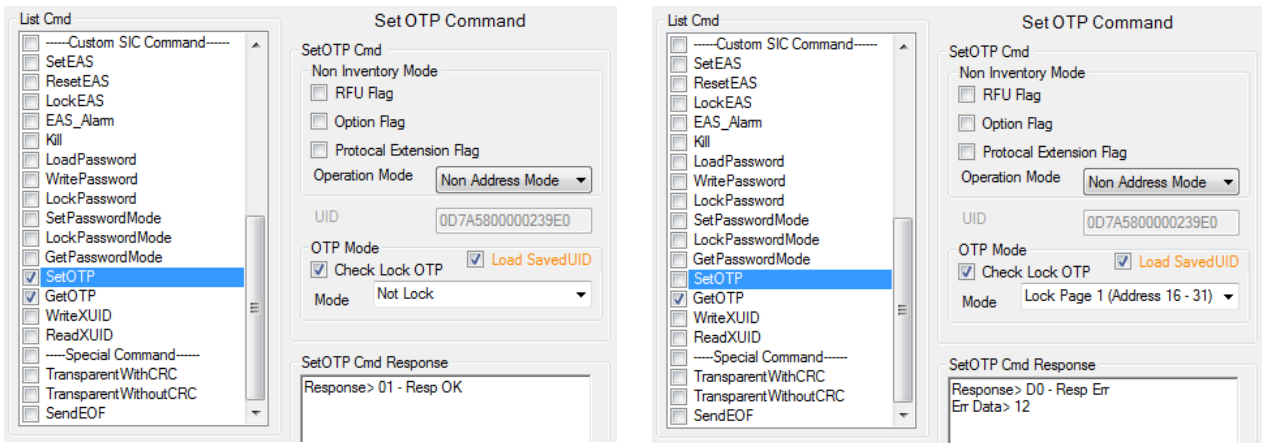 List Cmd
------Custom SIC Command------
SetEAS
ResetEAS
LockEAS
EAS_Alarm
Kill
LoadPassword
WritePassword
LockPassword
SetPasswordMode
LockPasswordMode
GetPasswordMode
SetOTP
GetOTP
WriteXUID
ReadXUID
-----Special Command------
TransparentWithCRC
TransparentWithoutCRC
SendEOF
Set OTP Command
SetOTP Cmd
Non Inventory Mode
RFU Flag
Option Flag
Protocal Extension Flag
Operation Mode Non Address Mode
UID 0D7A5800000239E0
OTP Mode
Check Lock OTP Load SavedUID
Mode Not Lock
SetOTP Cmd Response
Response> 01 - Resp OK
List Cmd
------Custom SIC Command------
SetEAS
ResetEAS
LockEAS
EAS_Alarm
Kill
LoadPassword
WritePassword
LockPassword
SetPasswordMode
LockPasswordMode
GetPasswordMode
SetOTP
GetOTP
WriteXUID
ReadXUID
-----Special Command------
TransparentWithCRC
TransparentWithoutCRC
SendEOF
Set OTP Command
SetOTP Cmd
Non Inventory Mode
RFU Flag
Option Flag
Protocal Extension Flag
Operation Mode Non Address Mode
UID 0D7A5800000239E0
OTP Mode
Check Lock OTP Load SavedUID
Mode Lock Page 1 (Address 16 - 31)
SetOTP Cmd Response
Response> D0 - Resp Err
Err Data> 12